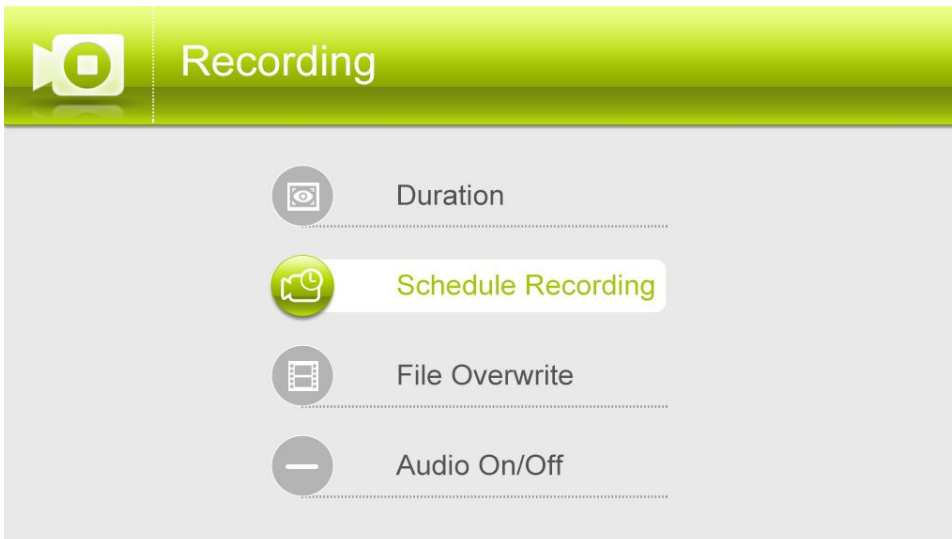 Recording
Duration
Schedule Recording
File Overwrite
Audio On/Off